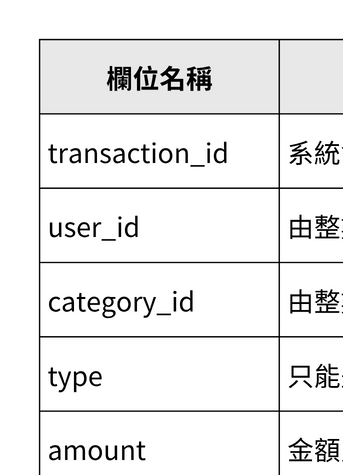 欄位名稱
transaction_id 系統
user_id 由整
category_id 由整
type 只能
amount 金額